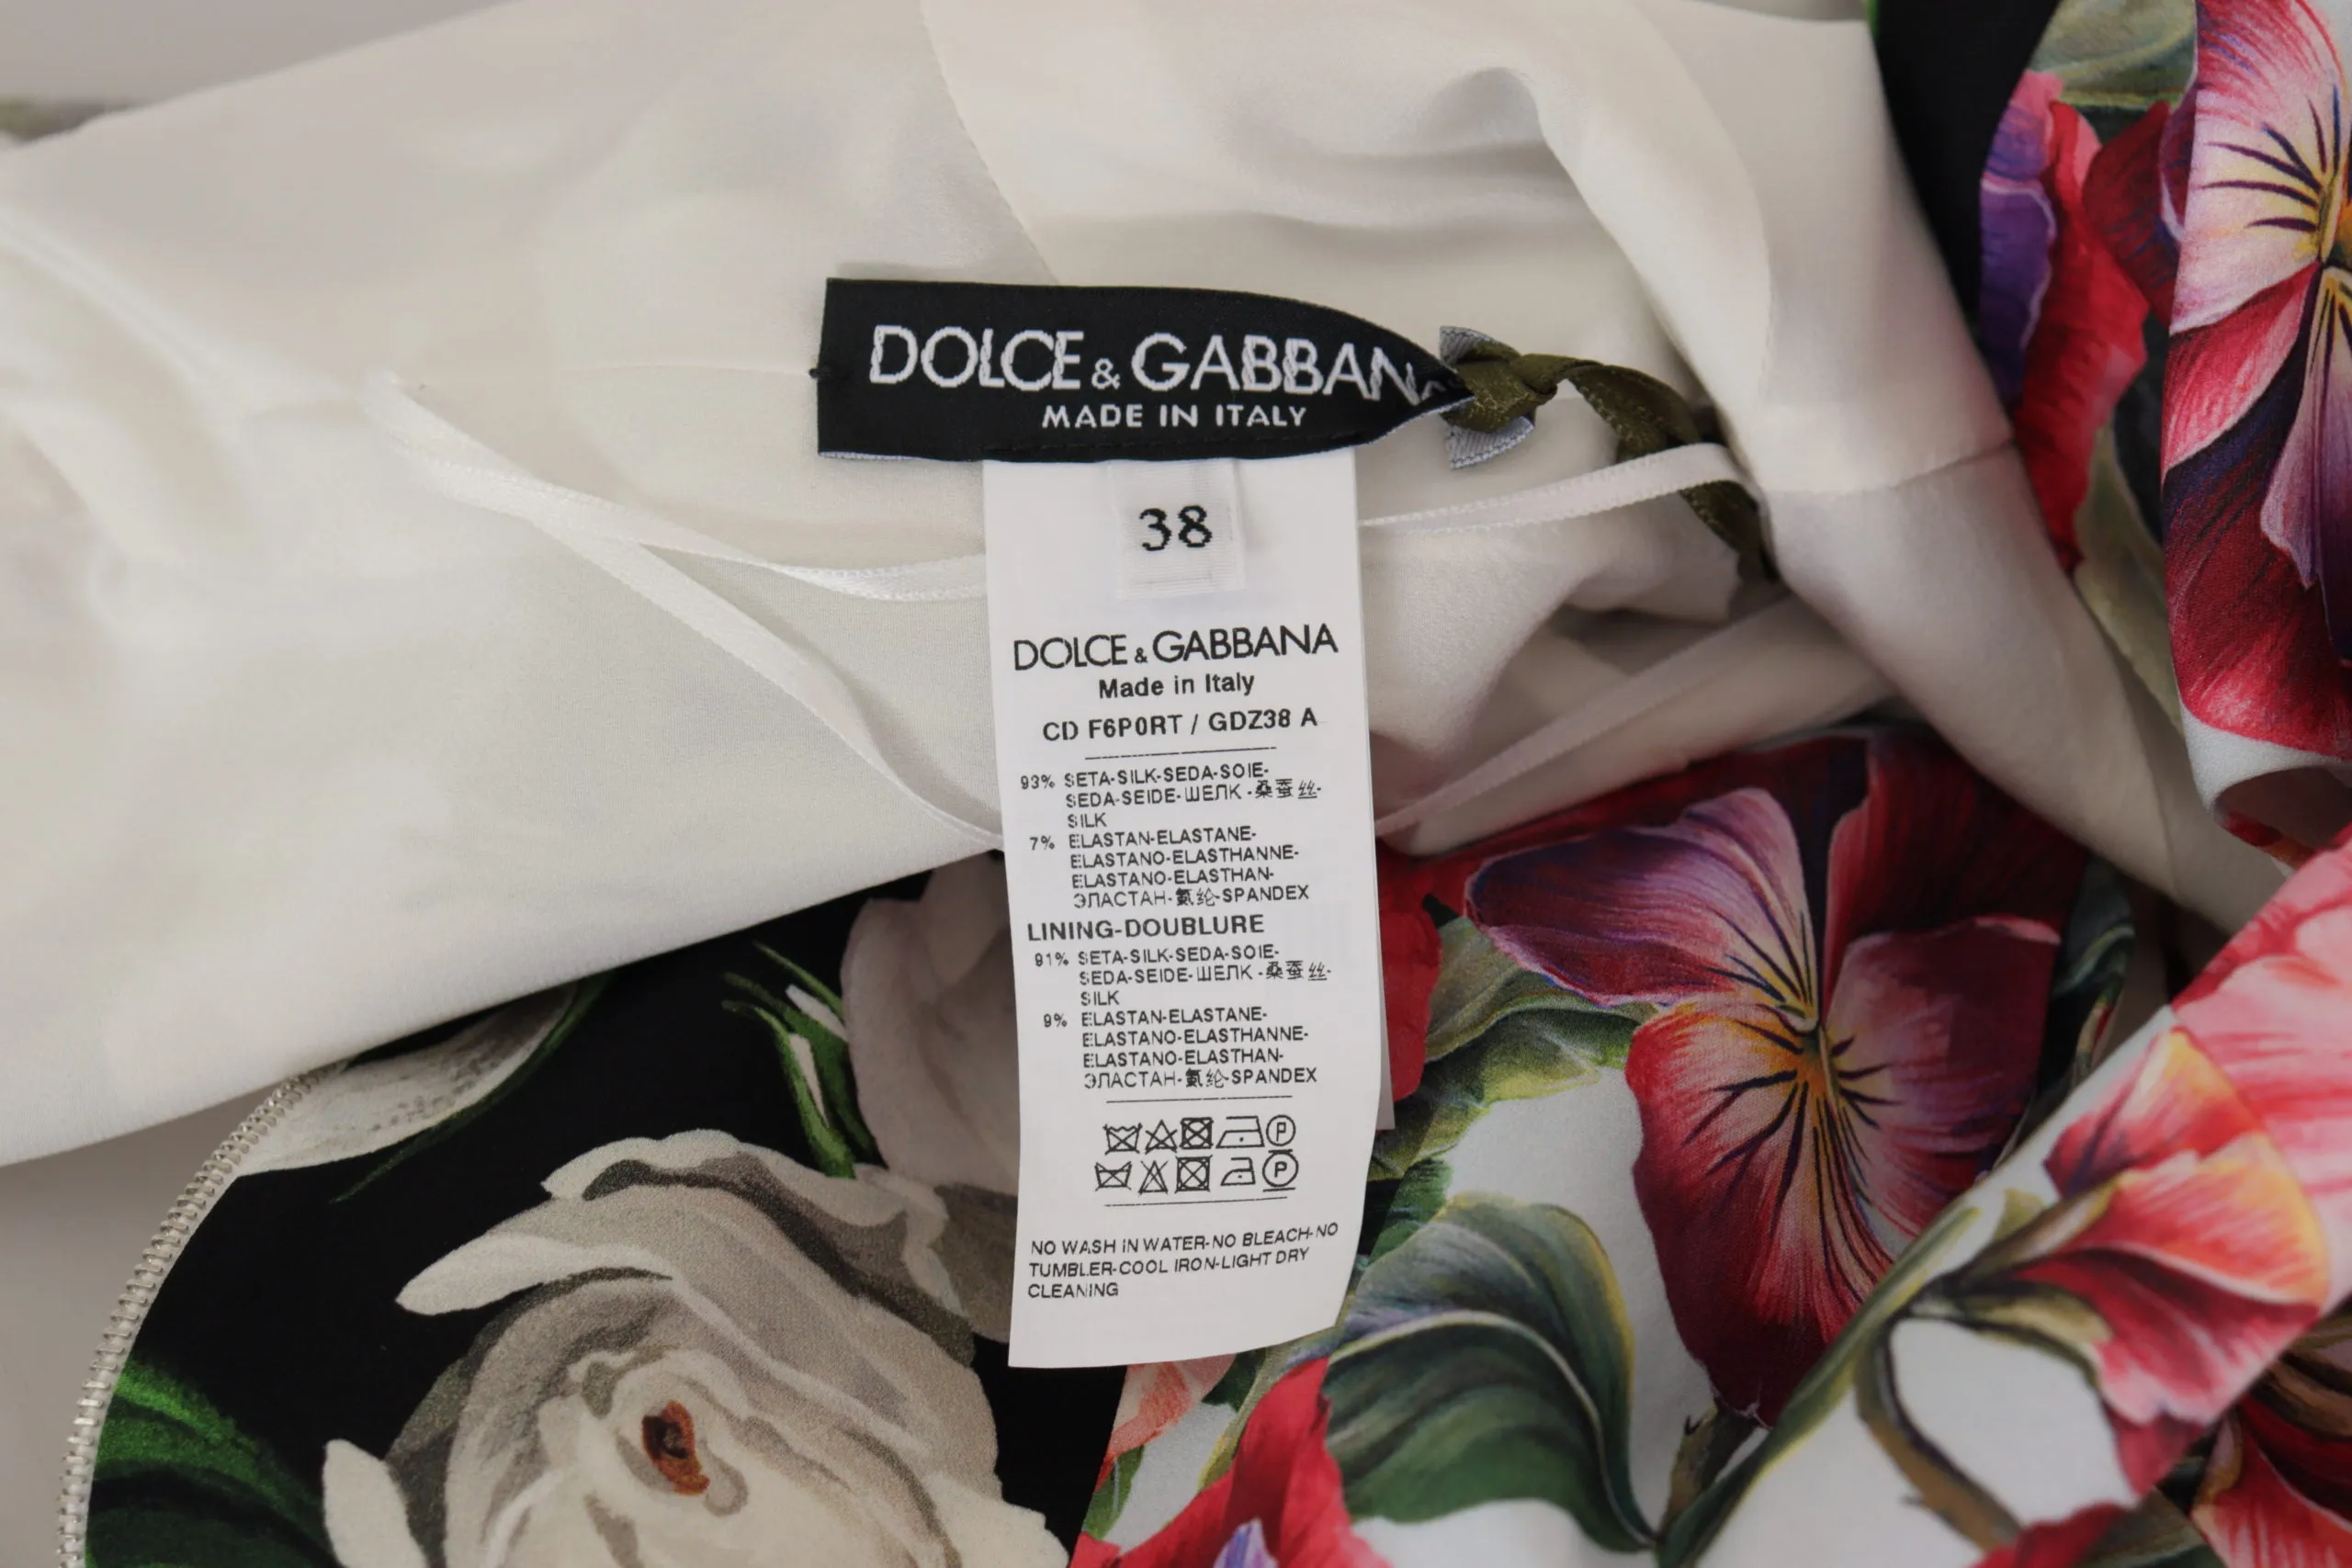 DOLCE & GABBANA
MADE IN ITALY
38
DOLCE & GABBANA
Made in Italy
CD F6P0RT / GDZ38 A
93% SETA-SILK-SEDA-SOIE-
SEDA-SEIDE-ШЕЛК-桑蚕丝-
SILK
7% ELASTAN-ELASTANE-
ELASTANO-ELASTHANNE-
ELASTANO-ELASTHAN-
ЭЛАСТАН-氨纶-SPANDEX
LINING-DOUBLURE
91% SETA-SILK-SEDA-SOIE-
SEDA-SEIDE-ШЕЛК-桑蚕丝-
SILK
9% ELASTAN-ELASTANE-
ELASTANO-ELASTHANNE-
ELASTANO-ELASTHAN-
ЭЛАСТАН-氨纶-SPANDEX
P
P
NO WASH IN WATER-NO BLEACH-NO
TUMBLER-COOL IRON-LIGHT DRY
CLEANING